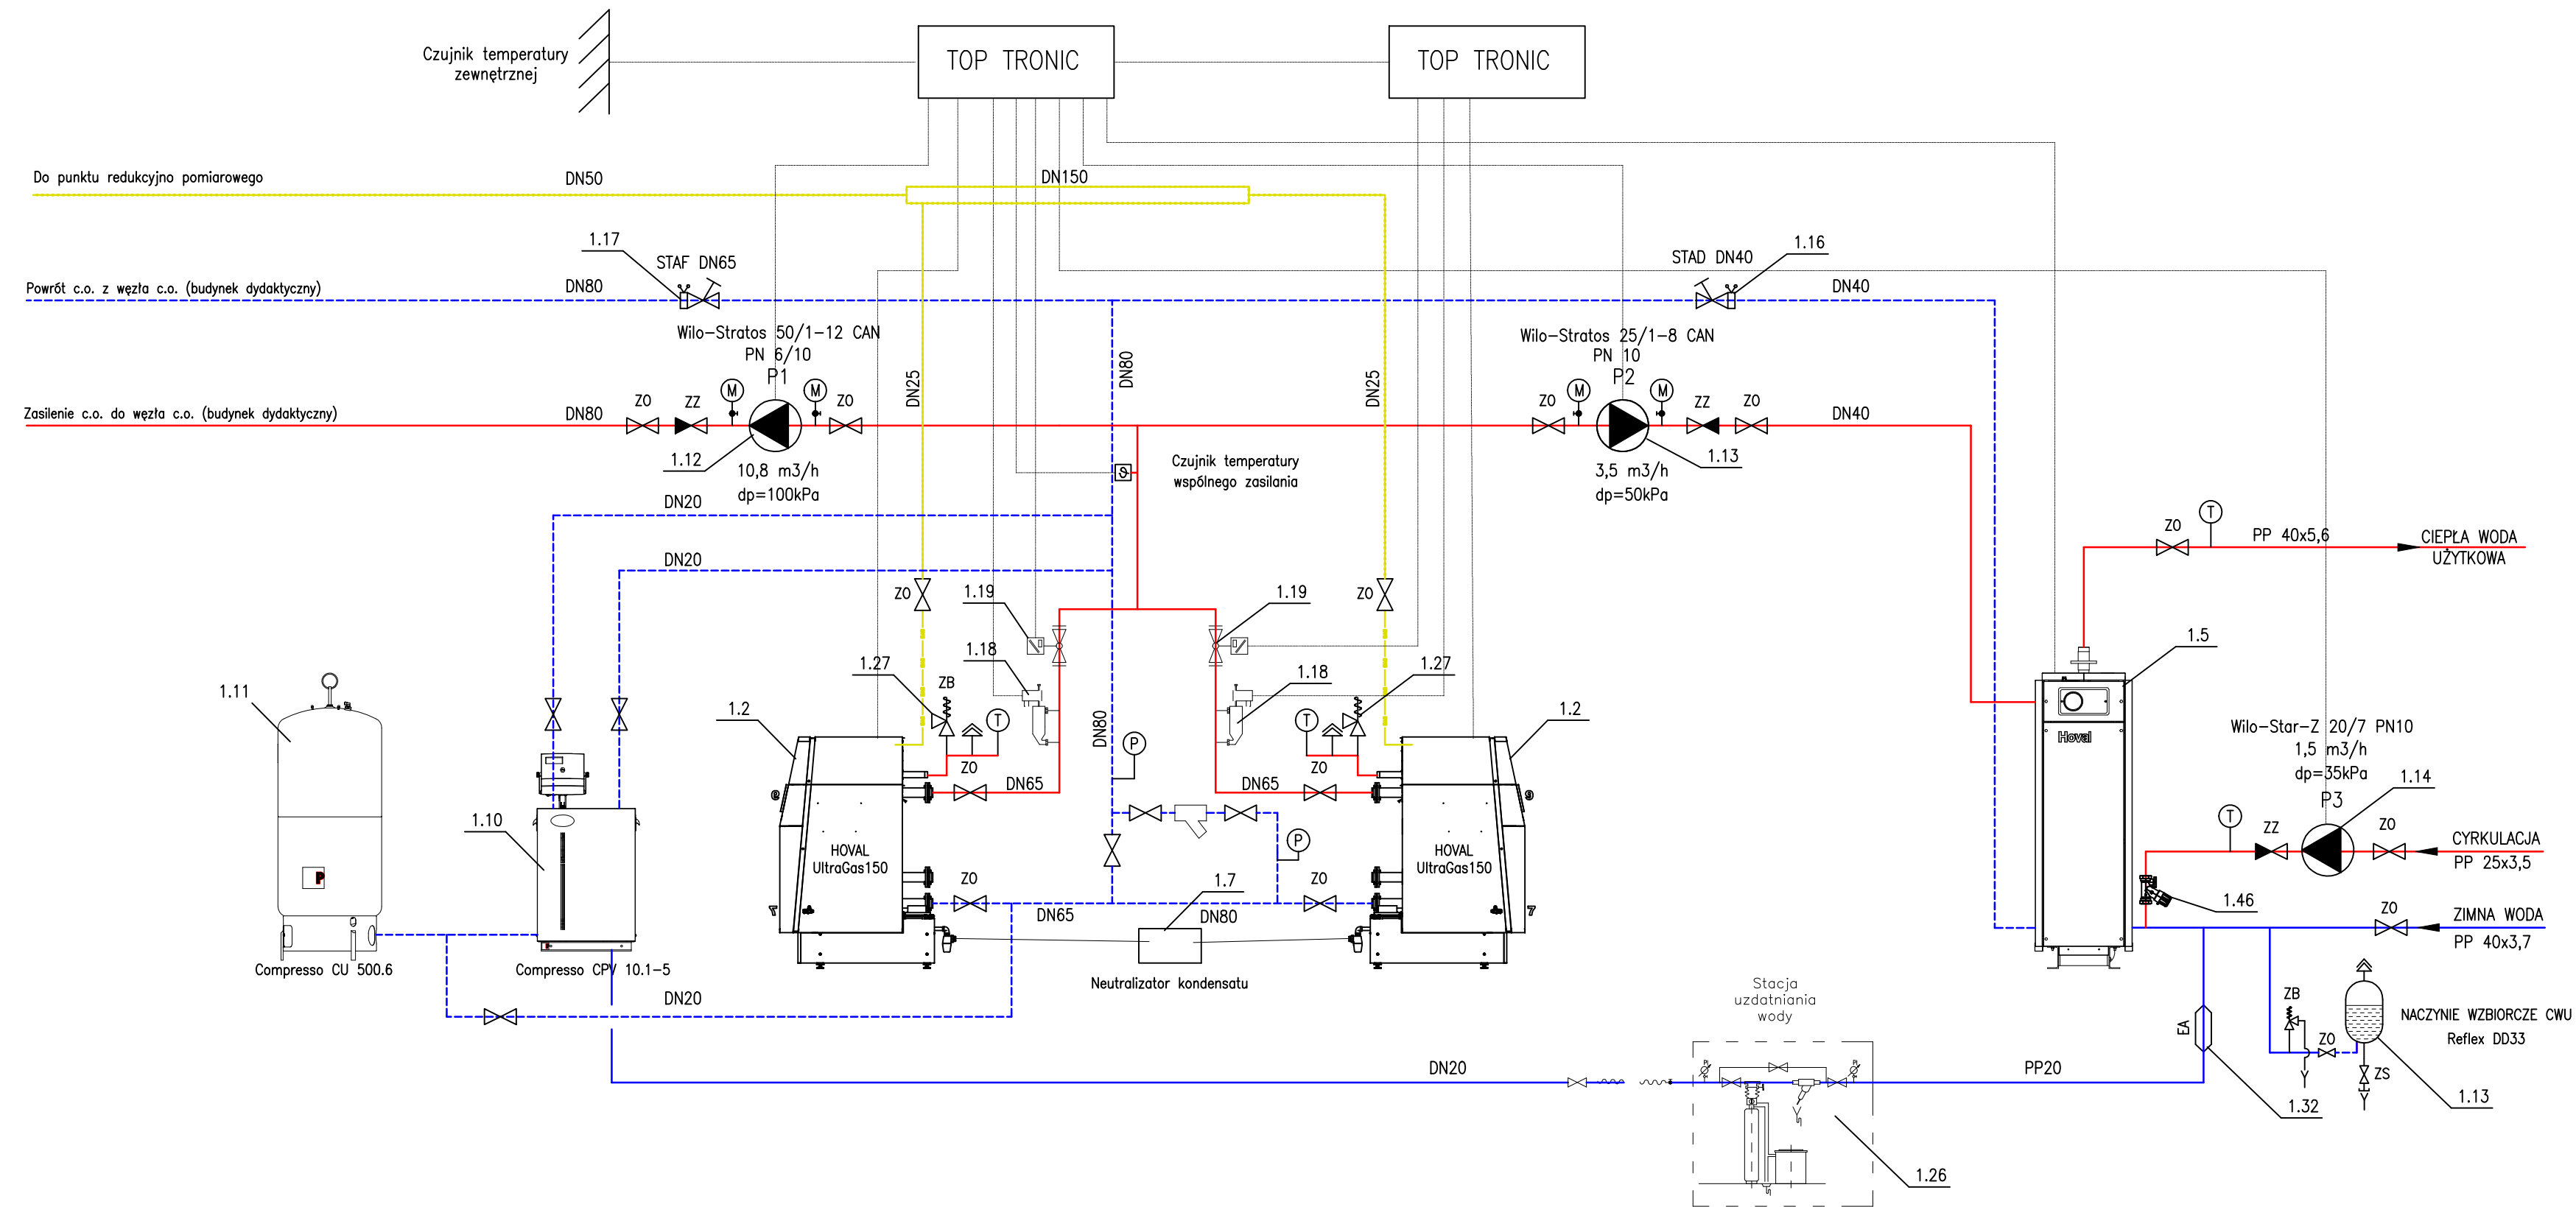 Czujnik temperatury
zewnętrznej
TOP TRONIC
TOP TRONIC
Do punktu redukcyjno pomiarowego
DN50
DN150
1.17
STAF DN65
STAD DN40
1.16
Powrót c.o. z węzła c.o. (budynek dydaktyczny)
DN80
DN40
Wilo-Stratos 50/1-12 CAN
PN 6/10
P1
DN25
DN80
DN25
Wilo-Stratos 25/1-8 CAN
PN 10
P2
Zasilenie c.o. do węzła c.o. (budynek dydaktyczny)
DN80
ZO
ZZ
M
M
ZO
ZO
M
M
ZZ
ZO
DN40
1.12
10,8 m3/h
dp=100kPa
Czujnik temperatury
wspólnego zasilania
1.13
3,5 m3/h
dp=50kPa
DN20
DN20
ZO
T
PP 40x5,6
CIEPŁA WODA
UŻYTKOWA
ZO
1.19
1.19
ZO
1.18
1.18
1.5
1.11
1.27
ZB
T
T
1.27
1.2
1.2
DN80
P
Hoval
Wilo-Star-Z 20/7 PN10
1,5 m3/h
dp=35kPa
P3
1.14
ZO
DN65
DN65
ZO
1.10
P
HOVAL
UltraGas150
P
HOVAL
UltraGas150
T
ZZ
ZO
CYRKULACJA
PP 25x3,5
ZO
1.7
ZO
DN65
DN80
1.46
ZO
ZIMNA WODA
PP 40x3,7
Compresso CU 500.6
Compresso CPV 10.1-5
Neutralizator kondensatu
DN20
Stacja
uzdatniania
wody
EA
ZB
ZO
NACZYNIE WZBIORCZE CWU
Reflex DD33
DN20
PP20
ZS
1.32
1.13
1.26